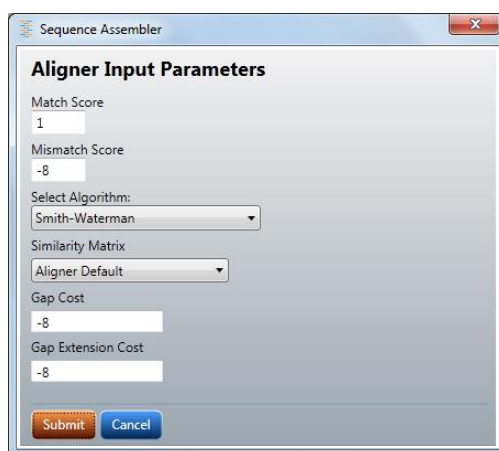 Sequence Assembler
Aligner Input Parameters
Match Score
1
Mismatch Score
-8
Select Algorithm:
Smith-Waterman
Similarity Matrix
Aligner Default
Gap Cost
-8
Gap Extension Cost
-8
Submit Cancel